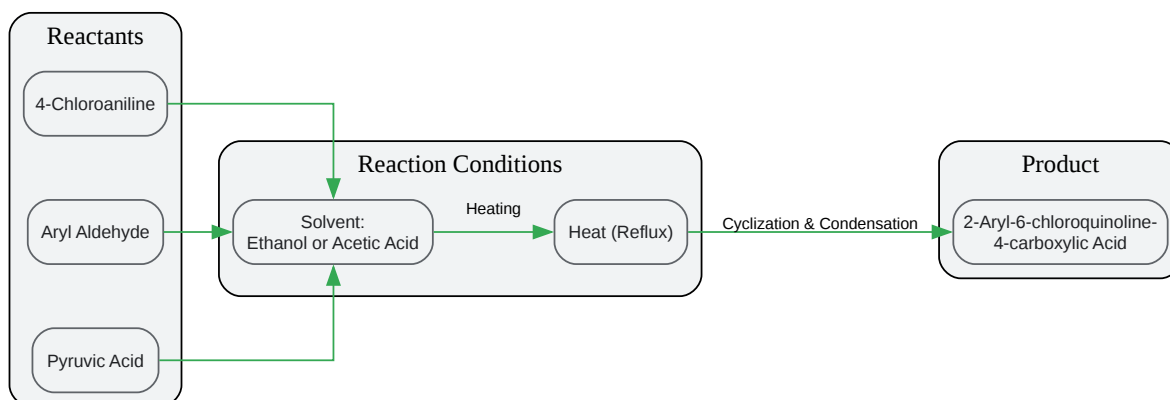 Reactants
4-Chloroaniline
Aryl Aldehyde
Pyruvic Acid
Reaction Conditions
Solvent:
Ethanol or Acetic Acid
Heating
Heat (Reflux)
Cyclization & Condensation
Product
2-Aryl-6-chloroquinoline-
4-carboxylic Acid